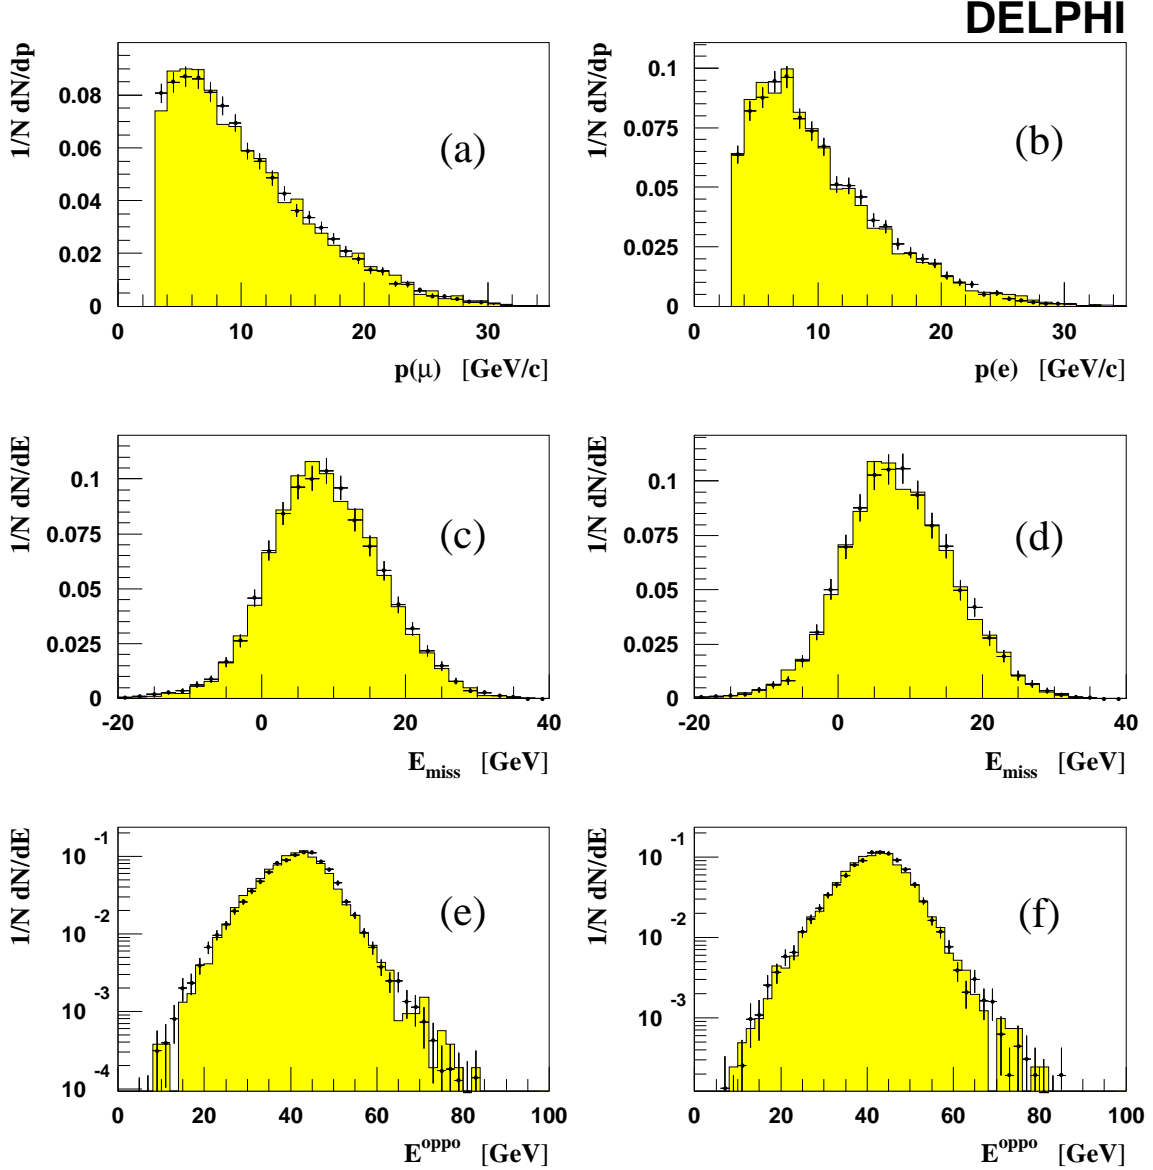 DELPHI
1/N dN/dp
0.08
0.06
0.04
0.02
0
(a)
0 10 20 30
p(μ) [GeV/c]
1/N dN/dp
0.1
0.075
0.05
0.025
0
(b)
0 10 20 30
p(e) [GeV/c]
1/N dN/dE
0.1
0.075
0.05
0.025
0
(c)
-20 0 20 40
E_miss [GeV]
1/N dN/dE
0.1
0.075
0.05
0.025
0
(d)
-20 0 20 40
E_miss [GeV]
1/N dN/dE
10^-1
10^-2
10^-3
10^-4
(e)
0 20 40 60 80 100
E^oppo [GeV]
1/N dN/dE
10^-1
10^-2
10^-3
(f)
0 20 40 60 80 100
E^oppo [GeV]